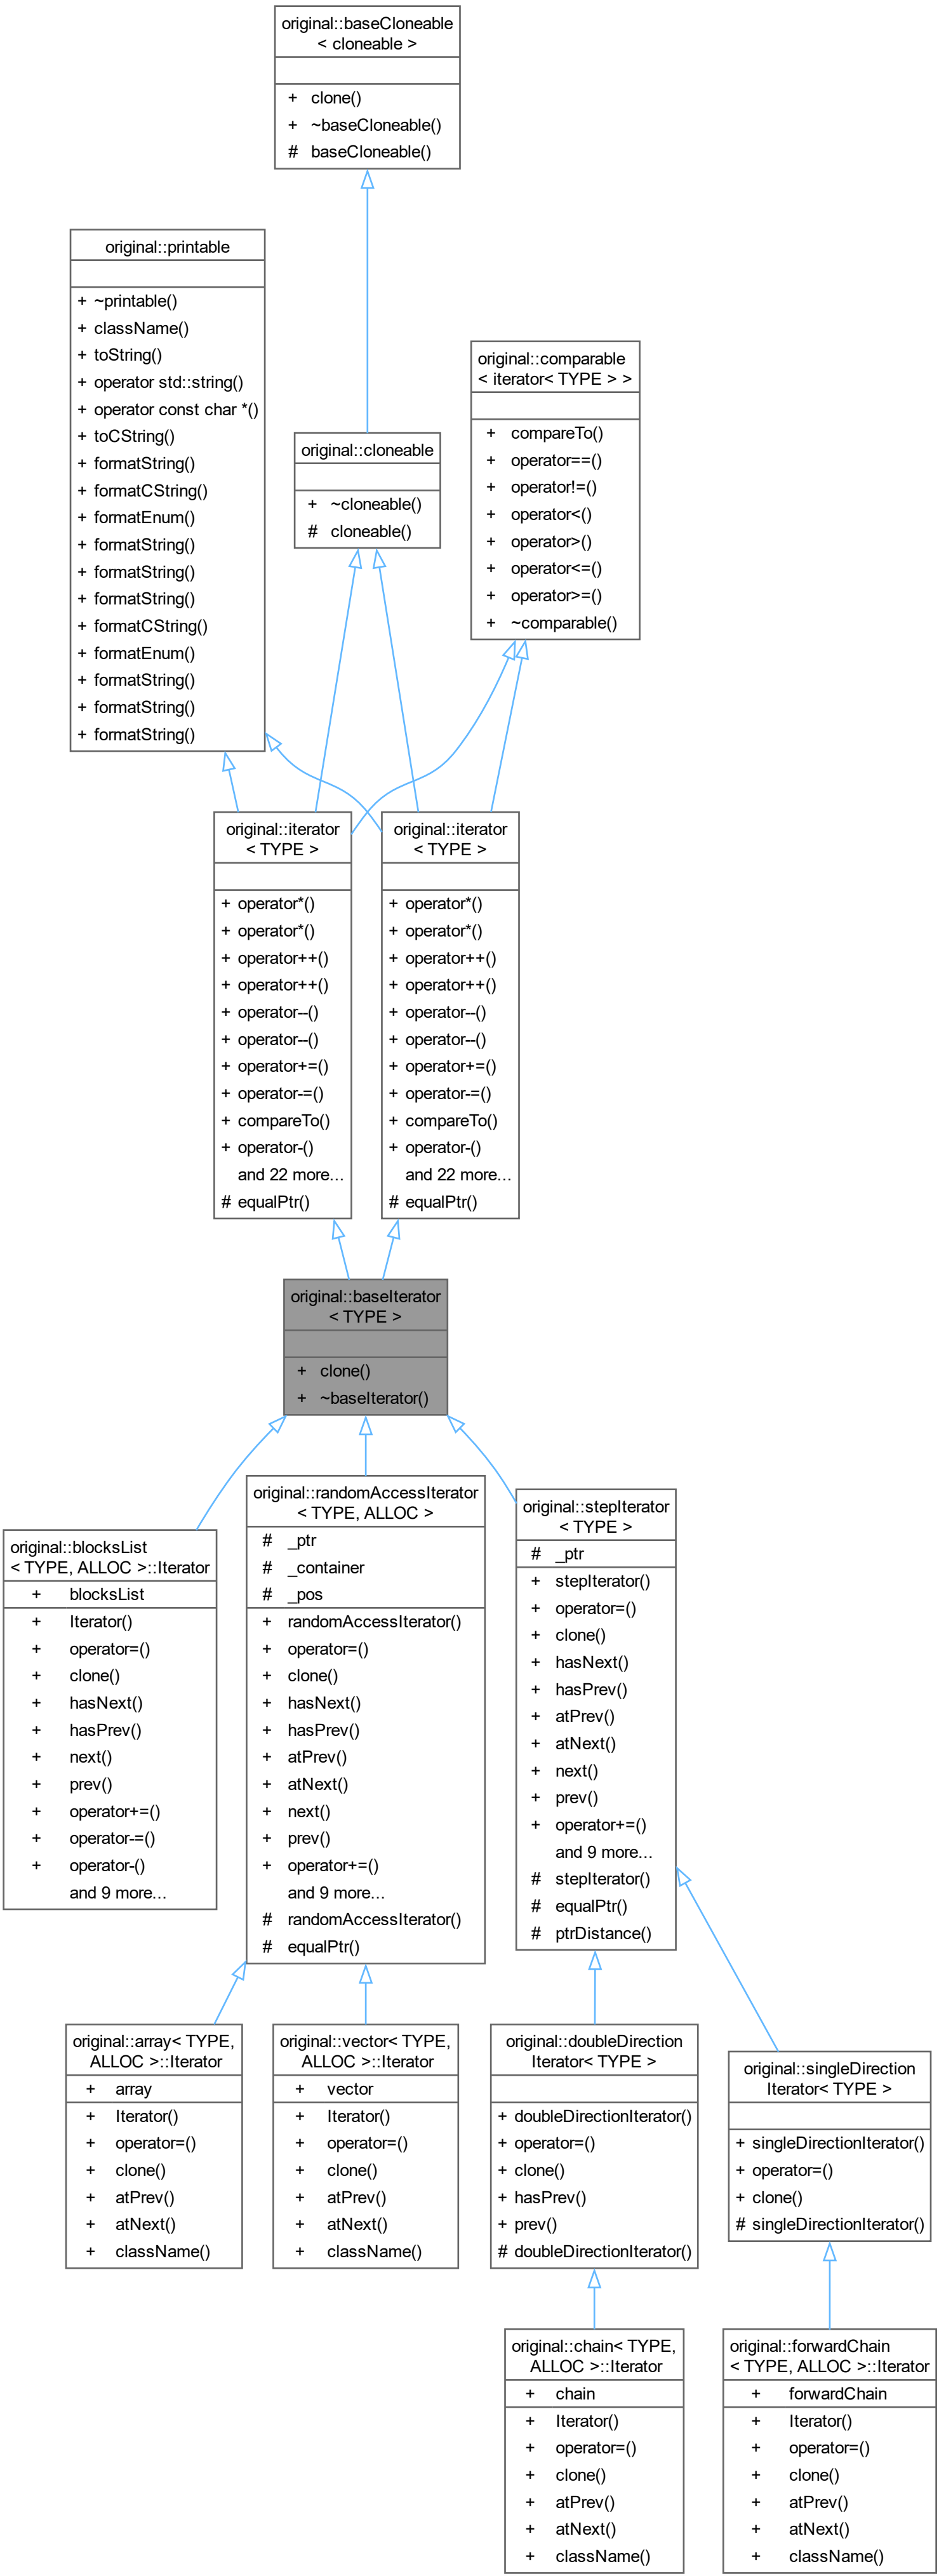 original::baseCloneable
< cloneable >
+ clone()
+ ~baseCloneable()
# baseCloneable()
original::printable
+ ~printable()
+ className()
+ toString()
+ operator std::string()
+ operator const char *()
+ toCString()
+ formatString()
+ formatCString()
+ formatEnum()
+ formatString()
+ formatString()
+ formatString()
+ formatCString()
+ formatEnum()
+ formatString()
+ formatString()
+ formatString()
original::comparable
< iterator< TYPE > >
+ compareTo()
+ operator==()
+ operator!=()
+ operator<()
+ operator>()
+ operator<=()
+ operator>=()
+ ~comparable()
original::cloneable
+ ~cloneable()
# cloneable()
original::iterator
< TYPE >
+ operator*()
+ operator*()
+ operator++()
+ operator++()
+ operator--()
+ operator--()
+ operator+=()
+ operator-=()
+ compareTo()
+ operator-()
and 22 more...
# equalPtr()
original::iterator
< TYPE >
+ operator*()
+ operator*()
+ operator++()
+ operator++()
+ operator--()
+ operator--()
+ operator+=()
+ operator-=()
+ compareTo()
+ operator-()
and 22 more...
# equalPtr()
original::baseIterator
< TYPE >
+ clone()
+ ~baseIterator()
original::blocksList
< TYPE, ALLOC >::Iterator
+ blocksList
+ Iterator()
+ operator=()
+ clone()
+ hasNext()
+ hasPrev()
+ next()
+ prev()
+ operator+=()
+ operator-=()
+ operator-()
and 9 more...
original::randomAccessIterator
< TYPE, ALLOC >
# _ptr
# _container
# _pos
+ randomAccessIterator()
+ operator=()
+ clone()
+ hasNext()
+ hasPrev()
+ atPrev()
+ atNext()
+ next()
+ prev()
+ operator+=()
and 9 more...
# randomAccessIterator()
# equalPtr()
original::stepIterator
< TYPE >
# _ptr
+ stepIterator()
+ operator=()
+ clone()
+ hasNext()
+ hasPrev()
+ atPrev()
+ atNext()
+ next()
+ prev()
+ operator+=()
and 9 more...
# stepIterator()
# equalPtr()
# ptrDistance()
original::array< TYPE,
ALLOC >::Iterator
+ array
+ Iterator()
+ operator=()
+ clone()
+ atPrev()
+ atNext()
+ className()
original::vector< TYPE,
ALLOC >::Iterator
+ vector
+ Iterator()
+ operator=()
+ clone()
+ atPrev()
+ atNext()
+ className()
original::doubleDirection
Iterator< TYPE >
+ doubleDirectionIterator()
+ operator=()
+ clone()
+ hasPrev()
+ prev()
# doubleDirectionIterator()
original::singleDirection
Iterator< TYPE >
+ singleDirectionIterator()
+ operator=()
+ clone()
# singleDirectionIterator()
original::chain< TYPE,
ALLOC >::Iterator
+ chain
+ Iterator()
+ operator=()
+ clone()
+ atPrev()
+ atNext()
+ className()
original::forwardChain
< TYPE, ALLOC >::Iterator
+ forwardChain
+ Iterator()
+ operator=()
+ clone()
+ atPrev()
+ atNext()
+ className()